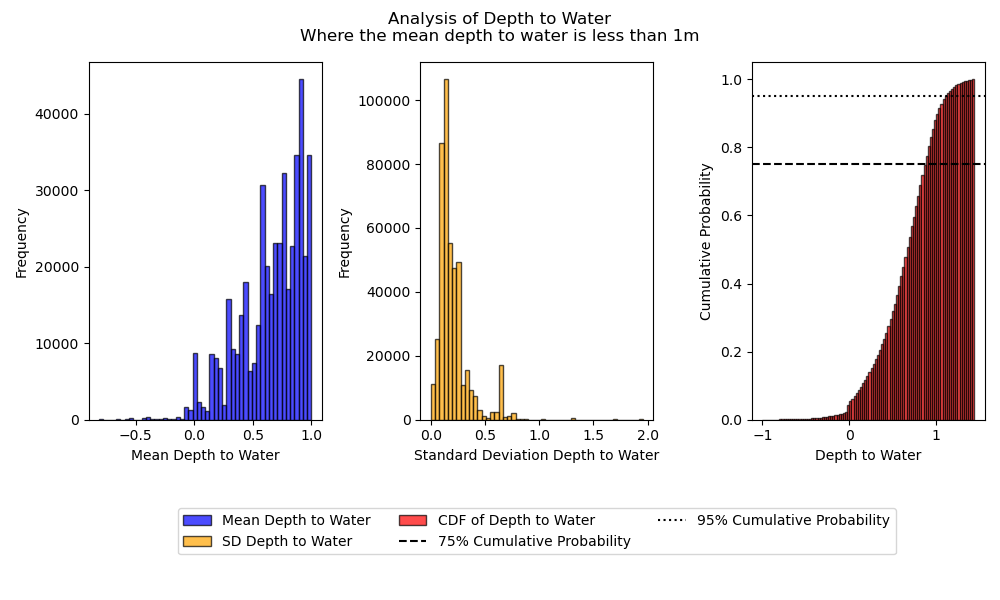 Analysis of Depth to Water
Where the mean depth to water is less than 1m
Frequency
40000
30000
20000
10000
0
−0.5
0.0
0.5
1.0
Mean Depth to Water
Frequency
100000
80000
60000
40000
20000
0
0.0
0.5
1.0
1.5
2.0
Standard Deviation Depth to Water
Cumulative Probability
1.0
0.8
0.6
0.4
0.2
0.0
−1
0
1
Depth to Water
Mean Depth to Water
SD Depth to Water
CDF of Depth to Water
75% Cumulative Probability
95% Cumulative Probability